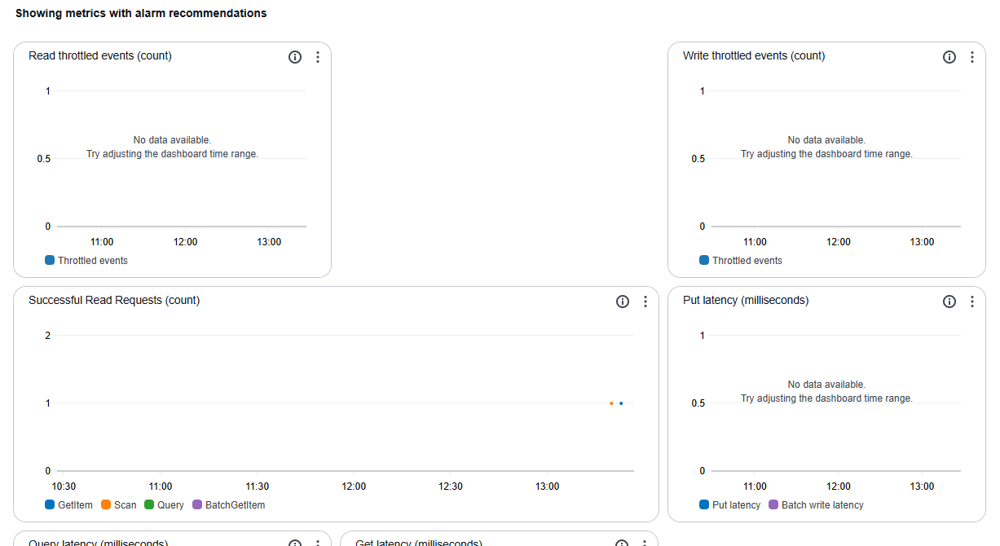 Showing metrics with alarm recommendations
Read throttled events (count)
1
No data available.
Try adjusting the dashboard time range.
0.5
0
11:00 12:00 13:00
Throttled events
Write throttled events (count)
1
No data available.
Try adjusting the dashboard time range.
0.5
0
11:00 12:00 13:00
Throttled events
Successful Read Requests (count)
2
1
0
10:30 11:00 11:30 12:00 12:30 13:00
GetItem Scan Query BatchGetItem
Put latency (milliseconds)
1
No data available.
Try adjusting the dashboard time range.
0.5
0
11:00 12:00 13:00
Put latency Batch write latency
Query latency (milliseconds)
Get latency (milliseconds)